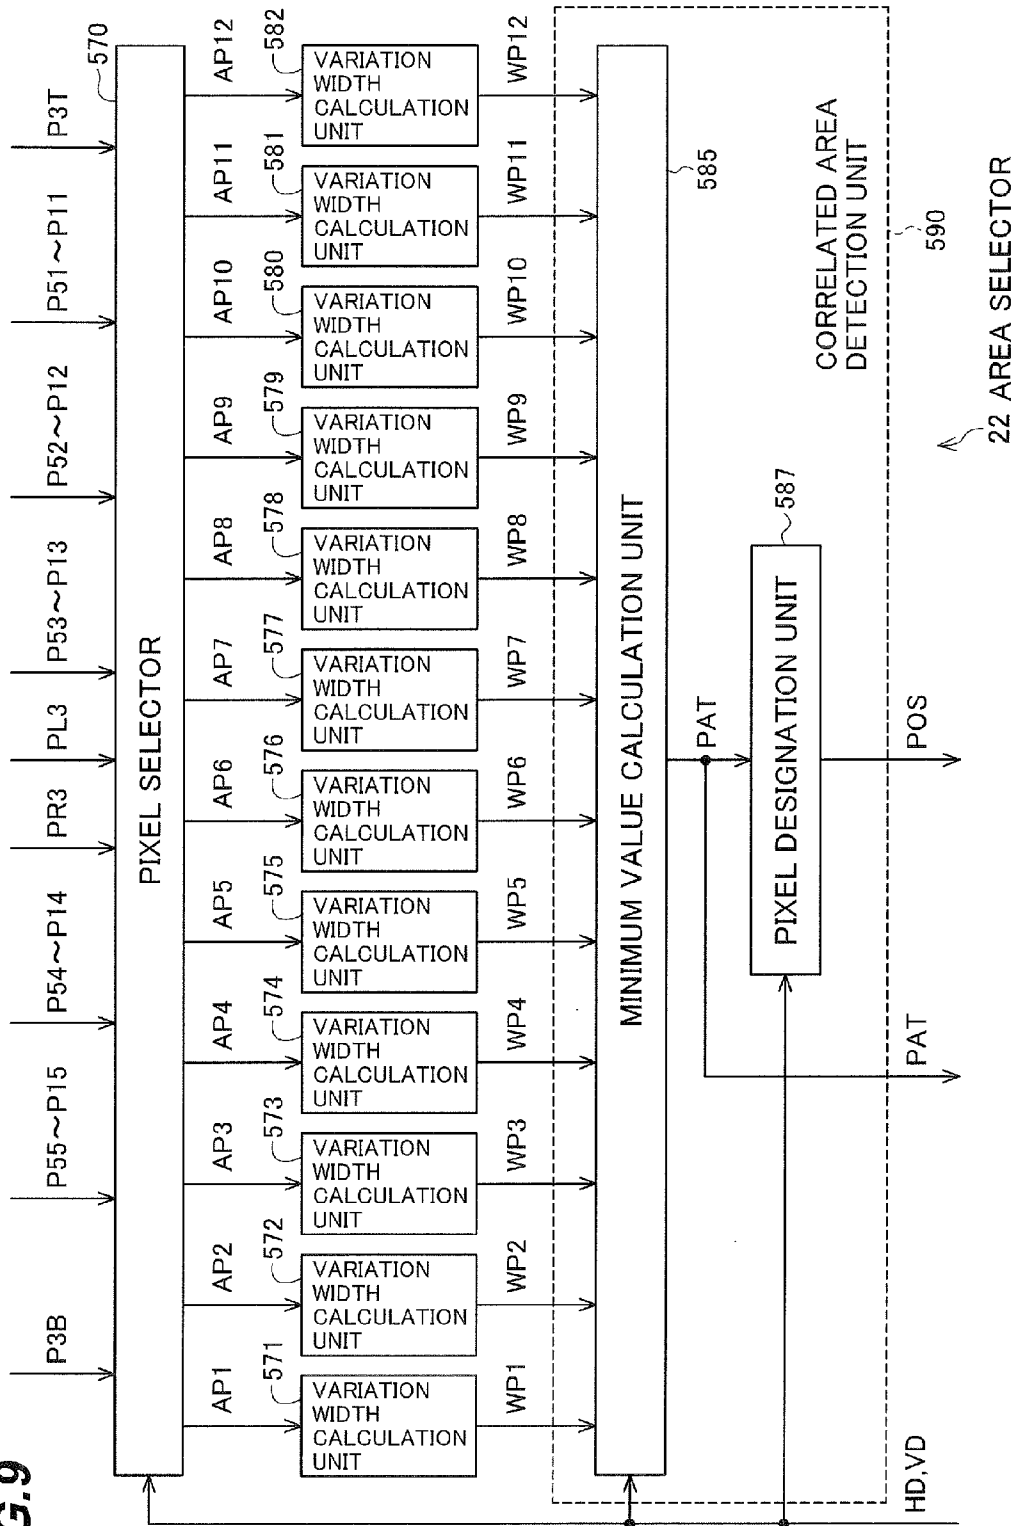 P3T
P51～P11
P52～P12
P53～P13
PL3
PR3
P54～P14
P55～P15
P3B
570
PIXEL SELECTOR
AP12
AP11
AP10
AP9
AP8
AP7
AP6
AP5
AP4
AP3
AP2
AP1
582
VARIATION
WIDTH
CALCULATION
UNIT
581
VARIATION
WIDTH
CALCULATION
UNIT
580
VARIATION
WIDTH
CALCULATION
UNIT
579
VARIATION
WIDTH
CALCULATION
UNIT
578
VARIATION
WIDTH
CALCULATION
UNIT
577
VARIATION
WIDTH
CALCULATION
UNIT
576
VARIATION
WIDTH
CALCULATION
UNIT
575
VARIATION
WIDTH
CALCULATION
UNIT
574
VARIATION
WIDTH
CALCULATION
UNIT
573
VARIATION
WIDTH
CALCULATION
UNIT
572
VARIATION
WIDTH
CALCULATION
UNIT
571
VARIATION
WIDTH
CALCULATION
UNIT
WP12
WP11
WP10
WP9
WP8
WP7
WP6
WP5
WP4
WP3
WP2
WP1
MINIMUM VALUE CALCULATION UNIT
585
PAT
587
PIXEL DESIGNATION UNIT
CORRELATED AREA
DETECTION UNIT
590
POS
PAT
HD,VD
22 AREA SELECTOR
G.9